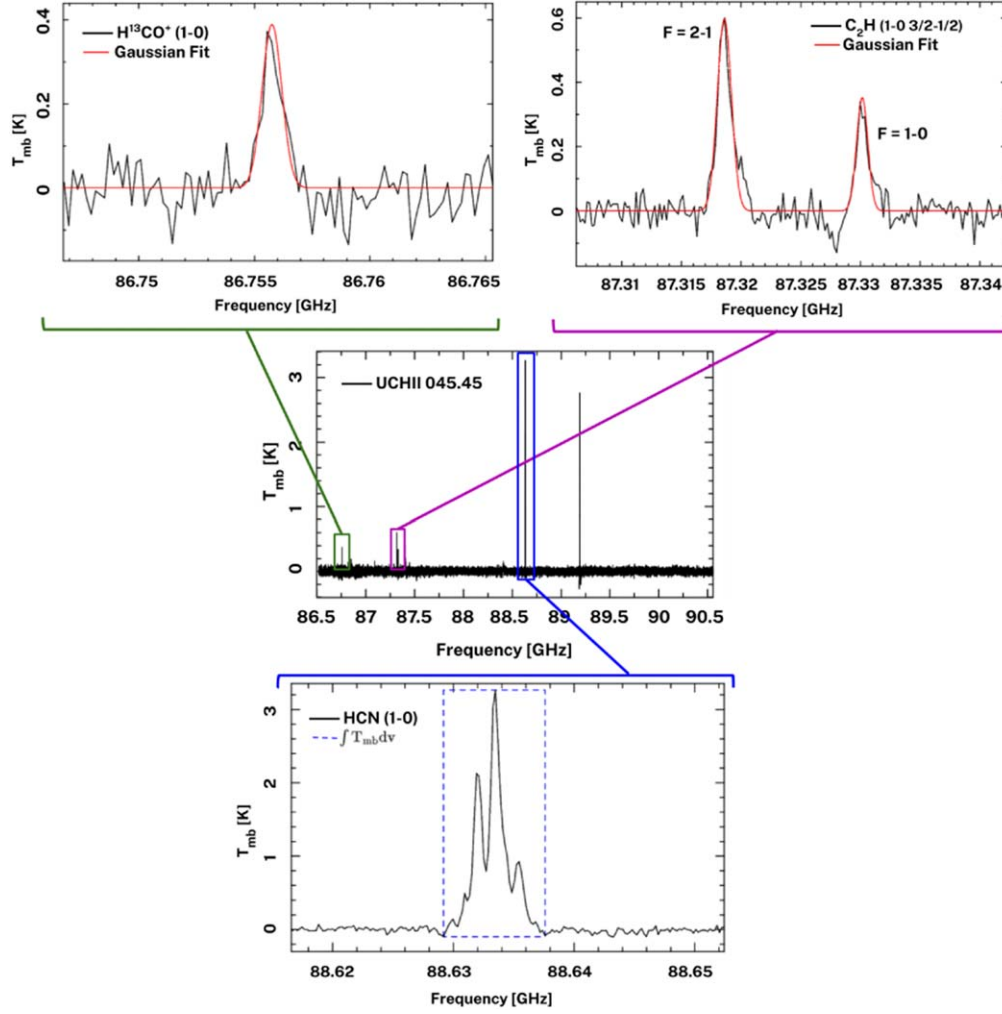 H¹³CO⁺ (1-0)
Gaussian Fit
T_mb [K]
0.4
0.2
0
86.75
86.755
86.76
86.765
Frequency [GHz]
F = 2-1
C₂H (1-0 3/2-1/2)
Gaussian Fit
F = 1-0
T_mb [K]
0.6
0.4
0.2
0
87.31 87.315 87.32 87.325 87.33 87.335 87.34
Frequency [GHz]
UCHII 045.45
T_mb [K]
3
2
1
0
86.5 87 87.5 88 88.5 89 89.5 90 90.5
Frequency [GHz]
HCN (1-0)
∫ T_mb dv
T_mb [K]
3
2
1
0
88.62 88.63 88.64 88.65
Frequency [GHz]